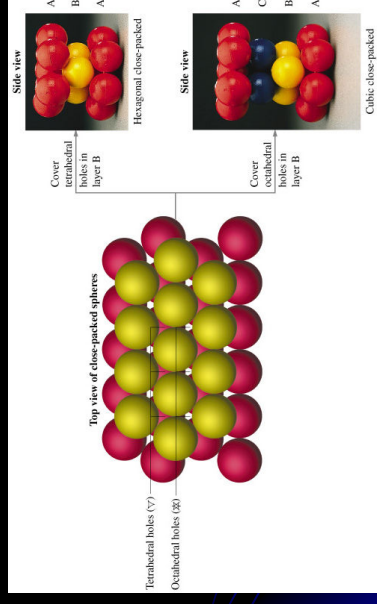 Top view of close-packed spheres
Tetrahedral holes (▽)
Octahedral holes (✡)
Cover
tetrahedral
holes in
layer B
Side view
A
B
A
Hexagonal close-packed
Cover
octahedral
holes in
layer B
Side view
A
C
B
A
Cubic close-packed